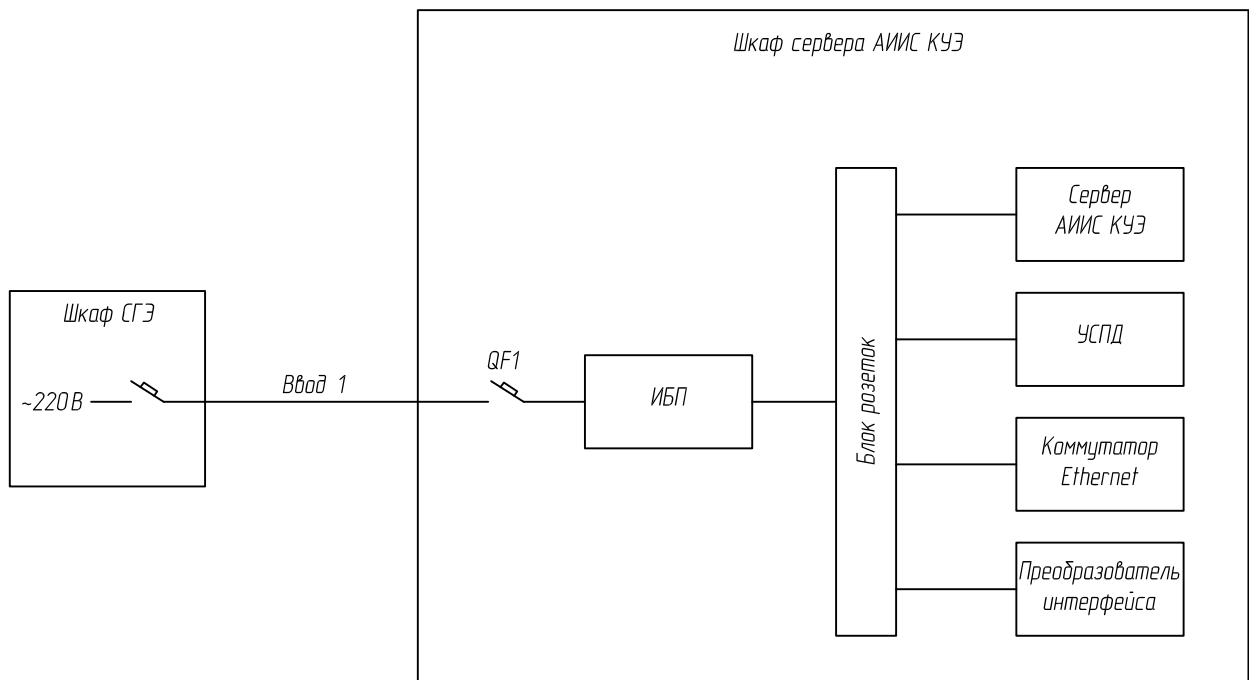 Шкаф сервера АИИС КУЭ
Сервер
АИИС КУЭ
Шкаф СГЭ
~220В
Ввод 1
QF1
ИБП
Блок розеток
УСПД
Коммутатор
Ethernet
Преобразователь
интерфейса